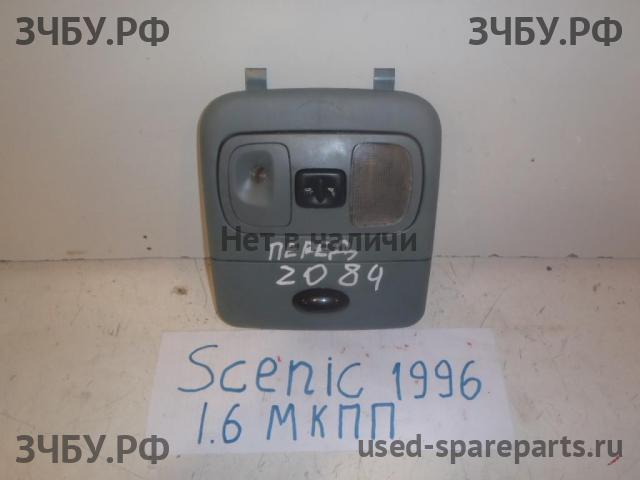 ЗЧБУ.РФ ЗЧБУ.РФ
Нет в наличии
ПЕРЕД
2084
Scenic 1996
1.6 МКПП
ЗЧБУ.РФ used-spareparts.ru